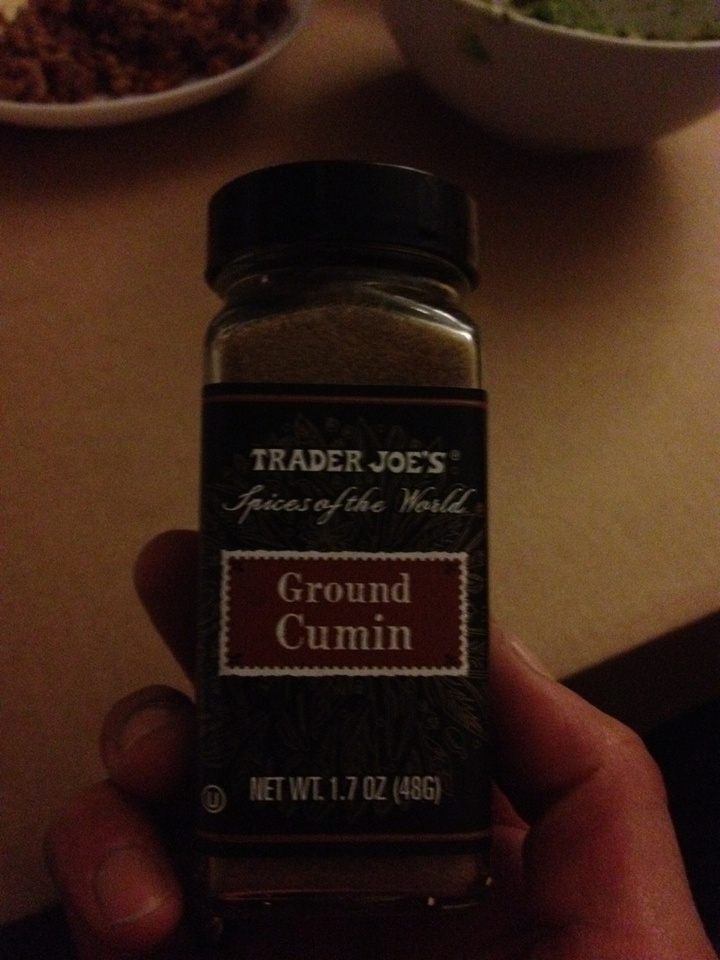 TRADER JOE'S®
Spices of the World
Ground
Cumin
U
NET WT. 1.7 OZ (48G)